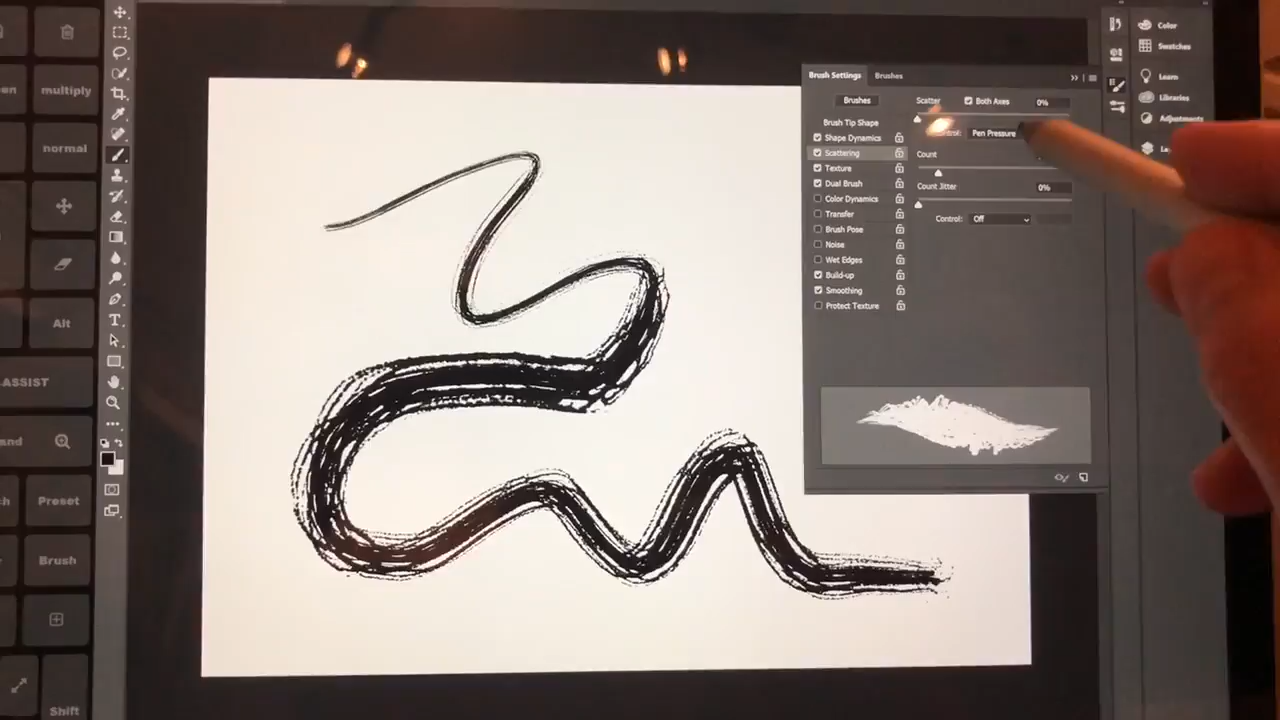 multiply
normal
Alt
ASSIST
Preset
Brush
Shift
Brush Settings
Brushes
Brushes
Brush Tip Shape
Shape Dynamics
Scattering
Texture
Dual Brush
Color Dynamics
Transfer
Brush Pose
Noise
Wet Edges
Build-up
Smoothing
Protect Texture
Scatter
Both Axes
0%
Pen Pressure
Count
Count Jitter
0%
Control:
Off
Color
Swatches
Learn
Libraries
Adjustments